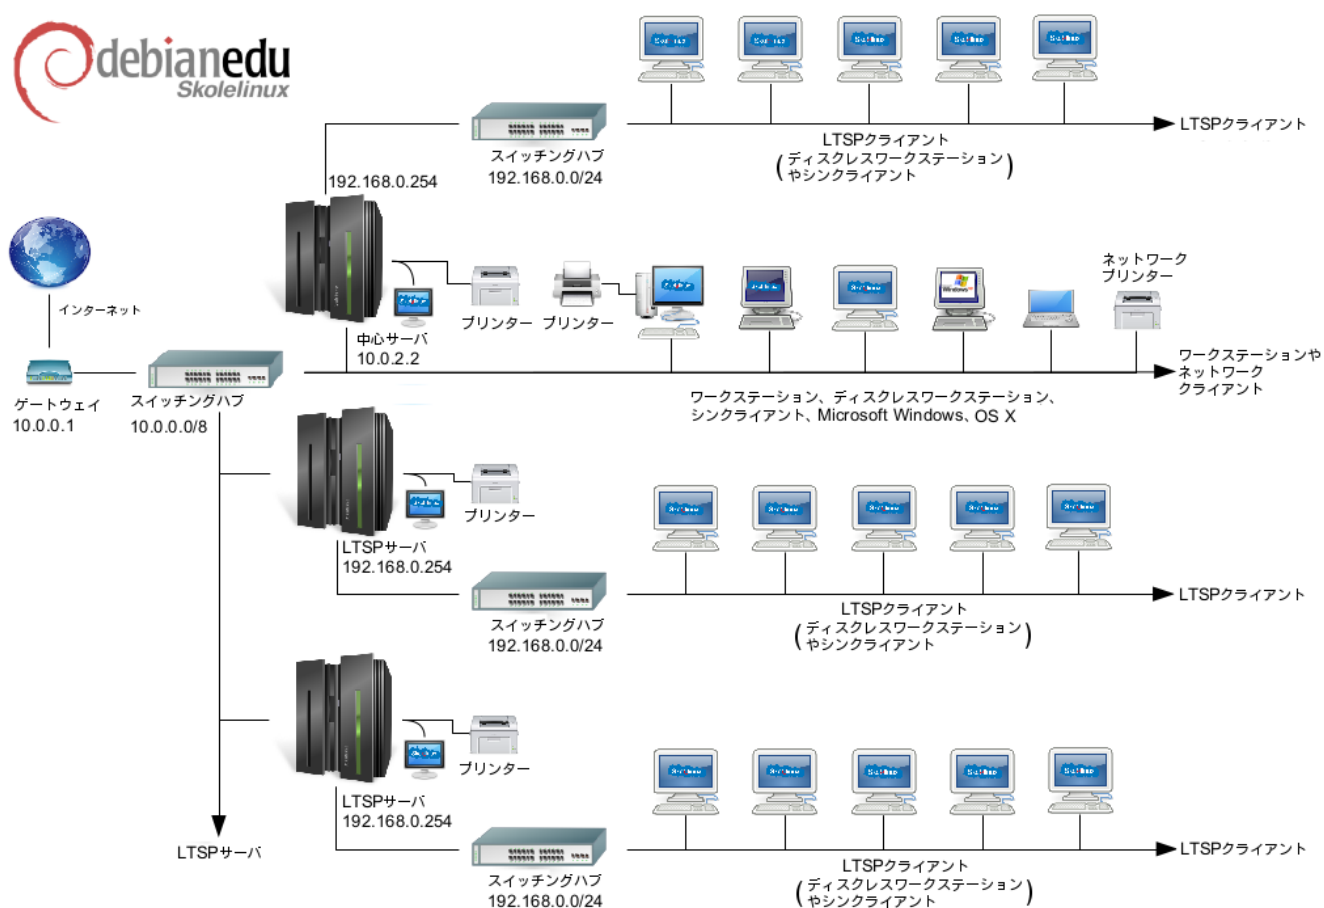 debianedu
Skolelinux
スイッチングハブ
192.168.0.0/24
LTSPクライアント
(ディスクレスワークステーション
やシンクライアント)
LTSPクライアント
192.168.0.254
インターネット
プリンター
プリンター
ネットワーク
プリンター
Windows
中心サーバ
10.0.2.2
ゲートウェイ
10.0.0.1
スイッチングハブ
10.0.0.0/8
ワークステーション、ディスクレスワークステーション、
シンクライアント、Microsoft Windows、OS X
ワークステーションや
ネットワーク
クライアント
プリンター
LTSPサーバ
192.168.0.254
スイッチングハブ
192.168.0.0/24
LTSPクライアント
(ディスクレスワークステーション
やシンクライアント)
LTSPクライアント
プリンター
LTSPサーバ
192.168.0.254
LTSPサーバ
スイッチングハブ
192.168.0.0/24
LTSPクライアント
(ディスクレスワークステーション
やシンクライアント)
LTSPクライアント